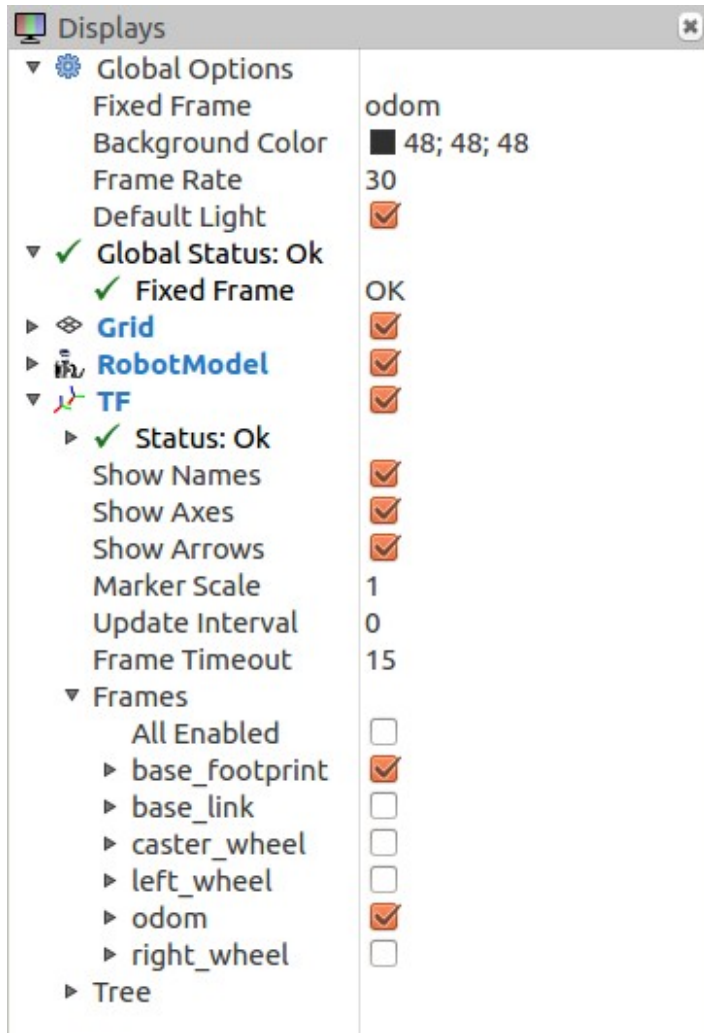 Displays
Global Options
Fixed Frame odom
Background Color 48; 48; 48
Frame Rate 30
Default Light
Global Status: Ok
Fixed Frame OK
Grid
RobotModel
TF
Status: Ok
Show Names
Show Axes
Show Arrows
Marker Scale 1
Update Interval 0
Frame Timeout 15
Frames
All Enabled
base_footprint
base_link
caster_wheel
left_wheel
odom
right_wheel
Tree